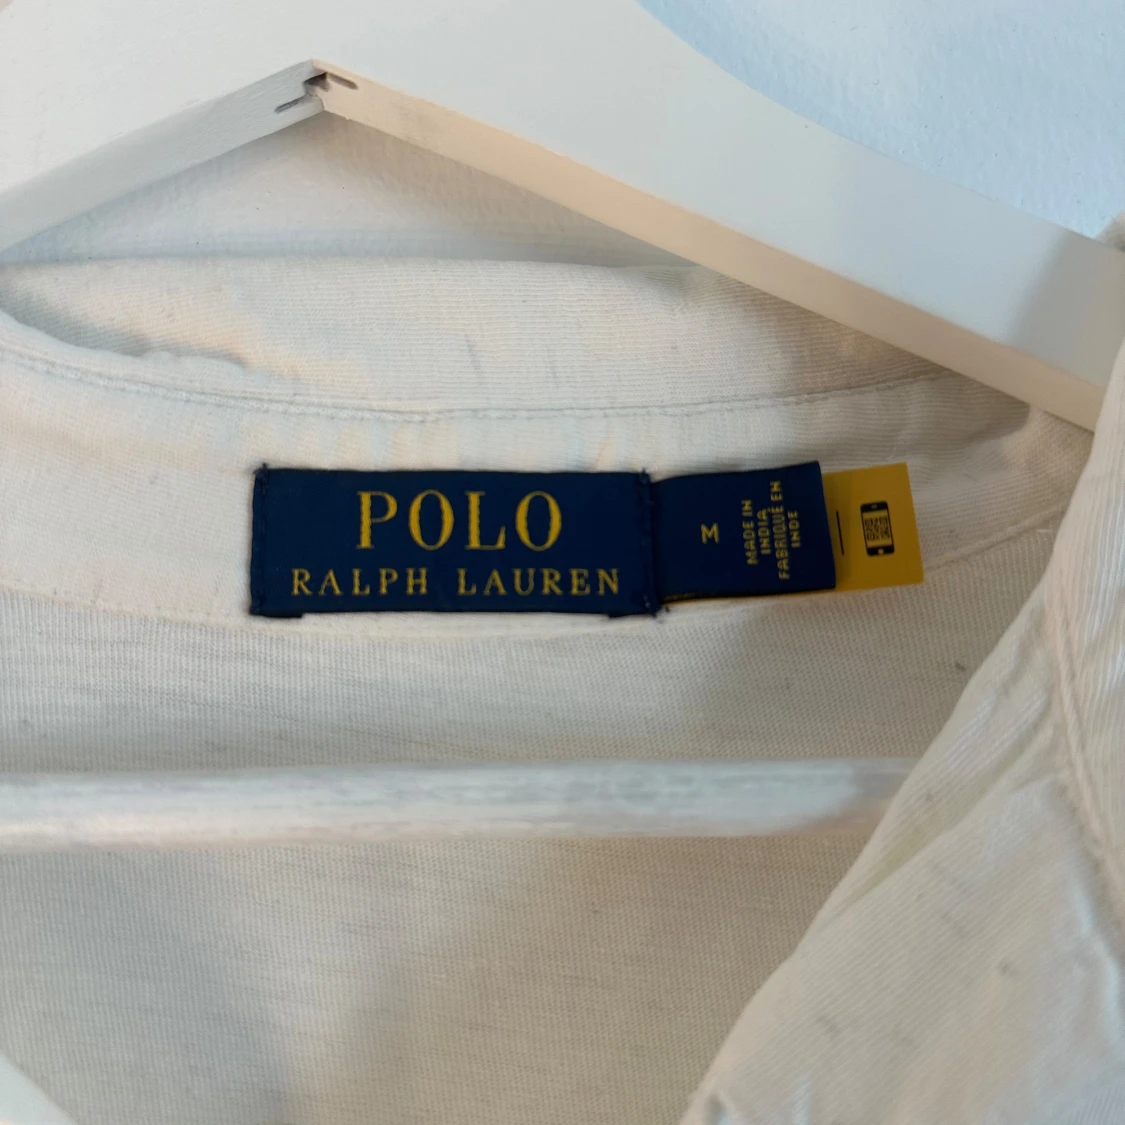 POLO
RALPH LAUREN
M
MADE IN
INDIA
FABRIQUÉ EN
INDE